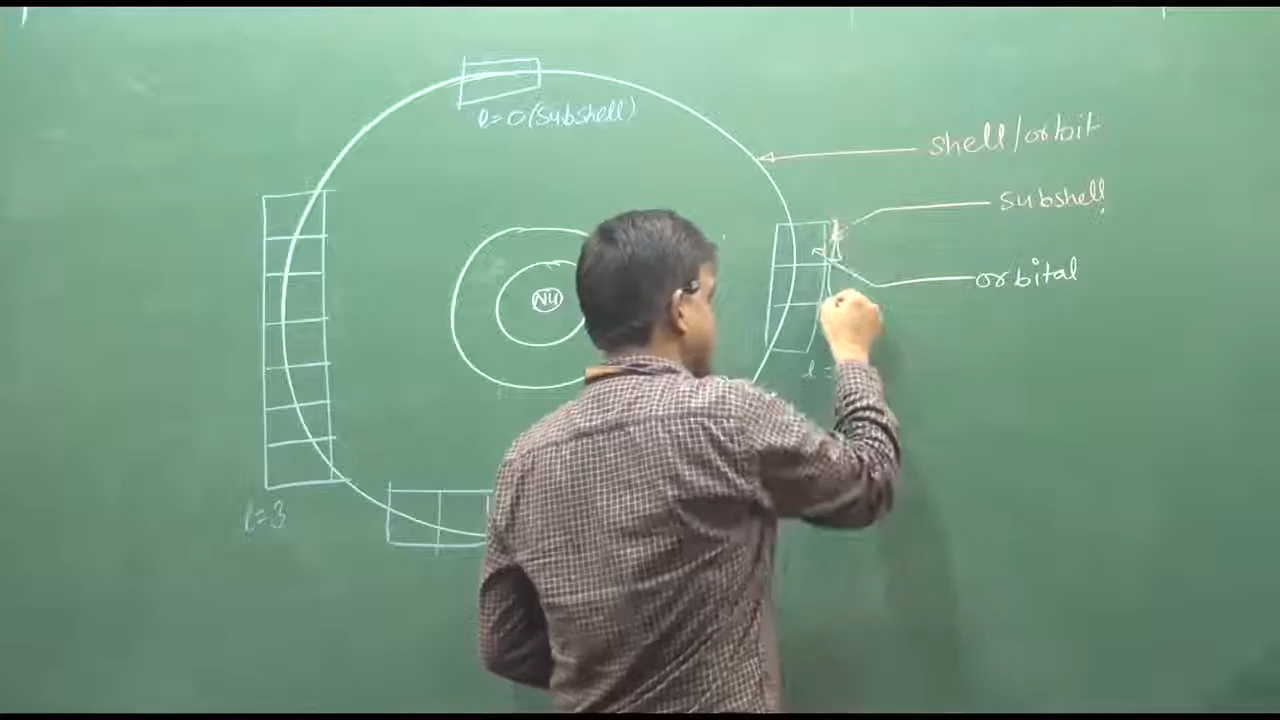 l=0 (Subshell)
shell/orbit
subshell
NU
orbital
l =
l=3